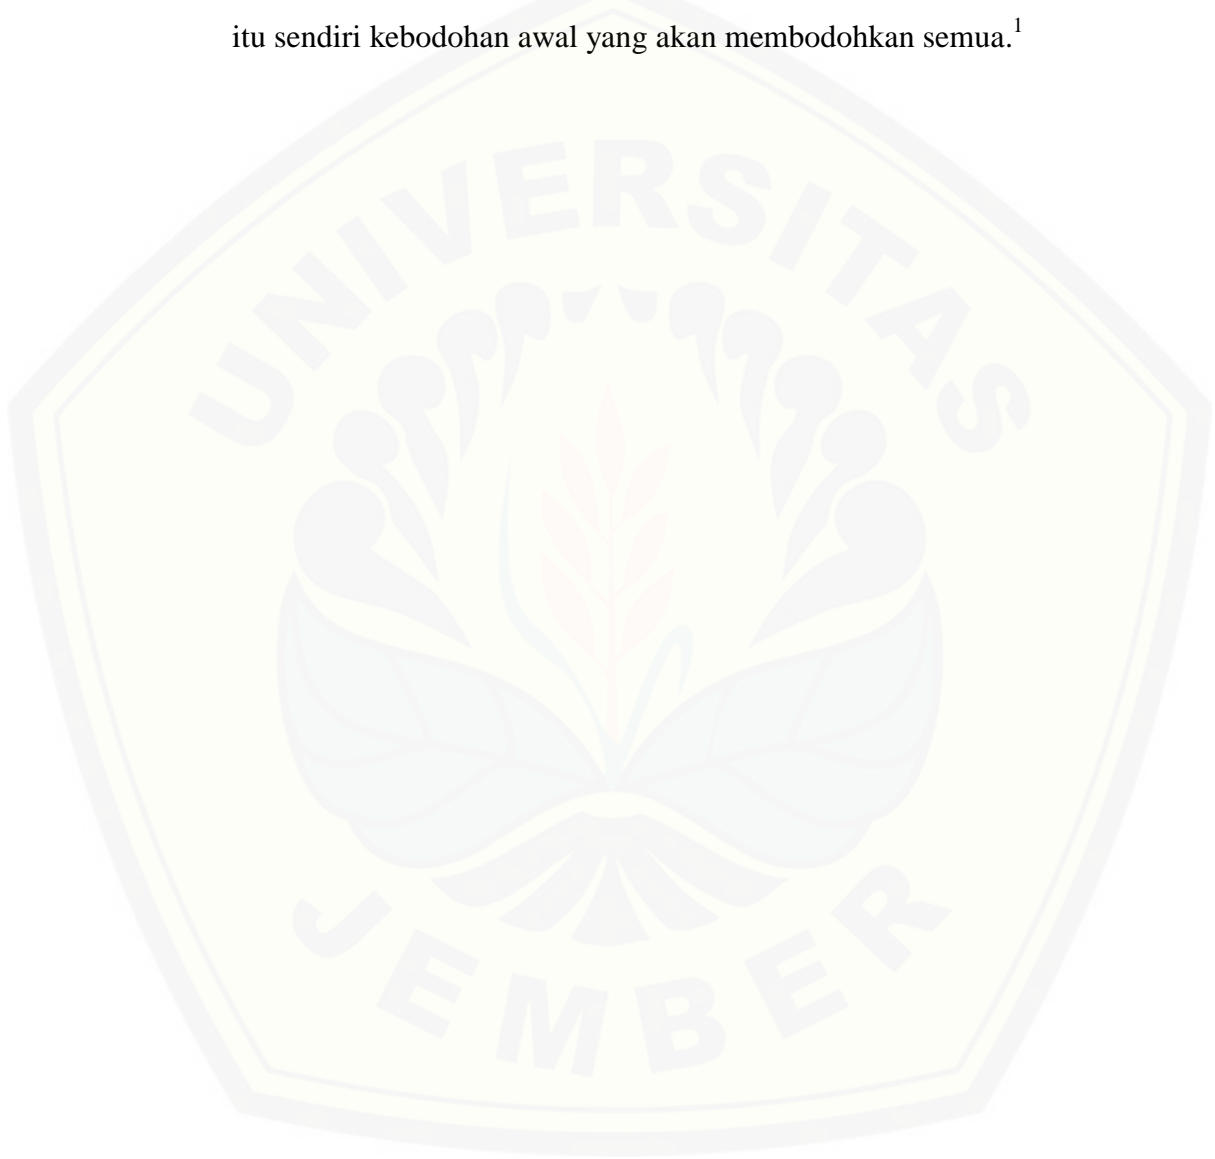 itu sendiri kebodohan awal yang akan membodohkan semua.¹
UNIVERSITAS
JEMBER